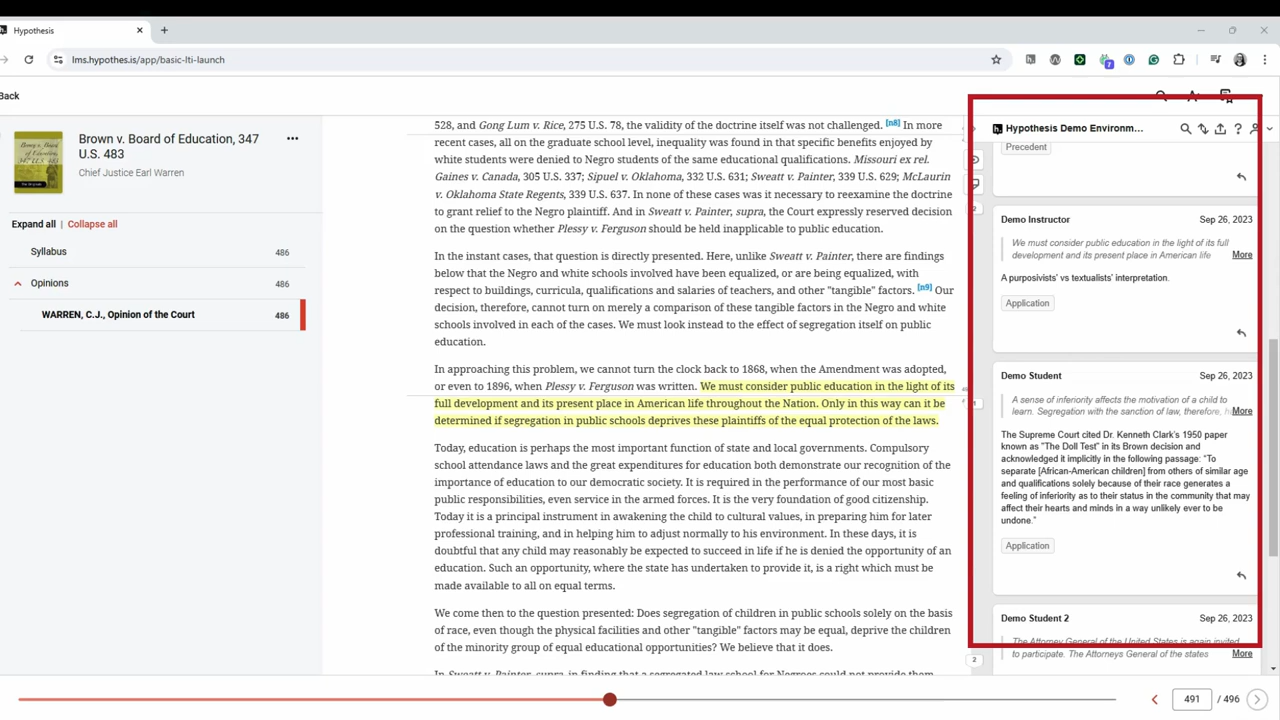 Hypothesis
lms.hypothes.is/app/basic-lti-launch
7
Back
Brown v. Board of Education, 347
U.S. 483
Chief Justice Earl Warren
Expand all | Collapse all
Syllabus 486
Opinions 486
WARREN, C.J., Opinion of the Court 486
528, and Gong Lum v. Rice, 275 U.S. 78, the validity of the doctrine itself was not challenged. [n8] In more
recent cases, all on the graduate school level, inequality was found in that specific benefits enjoyed by
white students were denied to Negro students of the same educational qualifications. Missouri ex rel.
Gaines v. Canada, 305 U.S. 337; Sipuel v. Oklahoma, 332 U.S. 631; Sweatt v. Painter, 339 U.S. 629; McLaurin
v. Oklahoma State Regents, 339 U.S. 637. In none of these cases was it necessary to reexamine the doctrine
to grant relief to the Negro plaintiff. And in Sweatt v. Painter, supra, the Court expressly reserved decision
on the question whether Plessy v. Ferguson should be held inapplicable to public education.
In the instant cases, that question is directly presented. Here, unlike Sweatt v. Painter, there are findings
below that the Negro and white schools involved have been equalized, or are being equalized, with
respect to buildings, curricula, qualifications and salaries of teachers, and other "tangible" factors. [n9] Our
decision, therefore, cannot turn on merely a comparison of these tangible factors in the Negro and white
schools involved in each of the cases. We must look instead to the effect of segregation itself on public
education.
In approaching this problem, we cannot turn the clock back to 1868, when the Amendment was adopted,
or even to 1896, when Plessy v. Ferguson was written. We must consider public education in the light of its
full development and its present place in American life throughout the Nation. Only in this way can it be
determined if segregation in public schools deprives these plaintiffs of the equal protection of the laws.
Today, education is perhaps the most important function of state and local governments. Compulsory
school attendance laws and the great expenditures for education both demonstrate our recognition of the
importance of education to our democratic society. It is required in the performance of our most basic
public responsibilities, even service in the armed forces. It is the very foundation of good citizenship.
Today it is a principal instrument in awakening the child to cultural values, in preparing him for later
professional training, and in helping him to adjust normally to his environment. In these days, it is
doubtful that any child may reasonably be expected to succeed in life if he is denied the opportunity of an
education. Such an opportunity, where the state has undertaken to provide it, is a right which must be
made available to all on equal terms.
We come then to the question presented: Does segregation of children in public schools solely on the basis
of race, even though the physical facilities and other "tangible" factors may be equal, deprive the children
of the minority group of equal educational opportunities? We believe that it does.
In Sweatt v. Painter, supra, in finding that a segregated law school for Negroes could not provide them
Hypothesis Demo Environm...
Precedent
Demo Instructor Sep 26, 2023
We must consider public education in the light of its full
development and its present place in American life More
A purposivists' vs textualists' interpretation.
Application
Demo Student Sep 26, 2023
A sense of inferiority affects the motivation of a child to
learn. Segregation with the sanction of law, therefore, h More
The Supreme Court cited Dr. Kenneth Clark's 1950 paper
known as "The Doll Test" in its Brown decision and
acknowledged it implicitly in the following passage: "To
separate [African-American children] from others of similar age
and qualifications solely because of their race generates a
feeling of inferiority as to their status in the community that may
affect their hearts and minds in a way unlikely ever to be
undone."
Application
Demo Student 2 Sep 26, 2023
The Attorney General of the United States is again invited
to participate. The Attorneys General of the states More
2
491 / 496